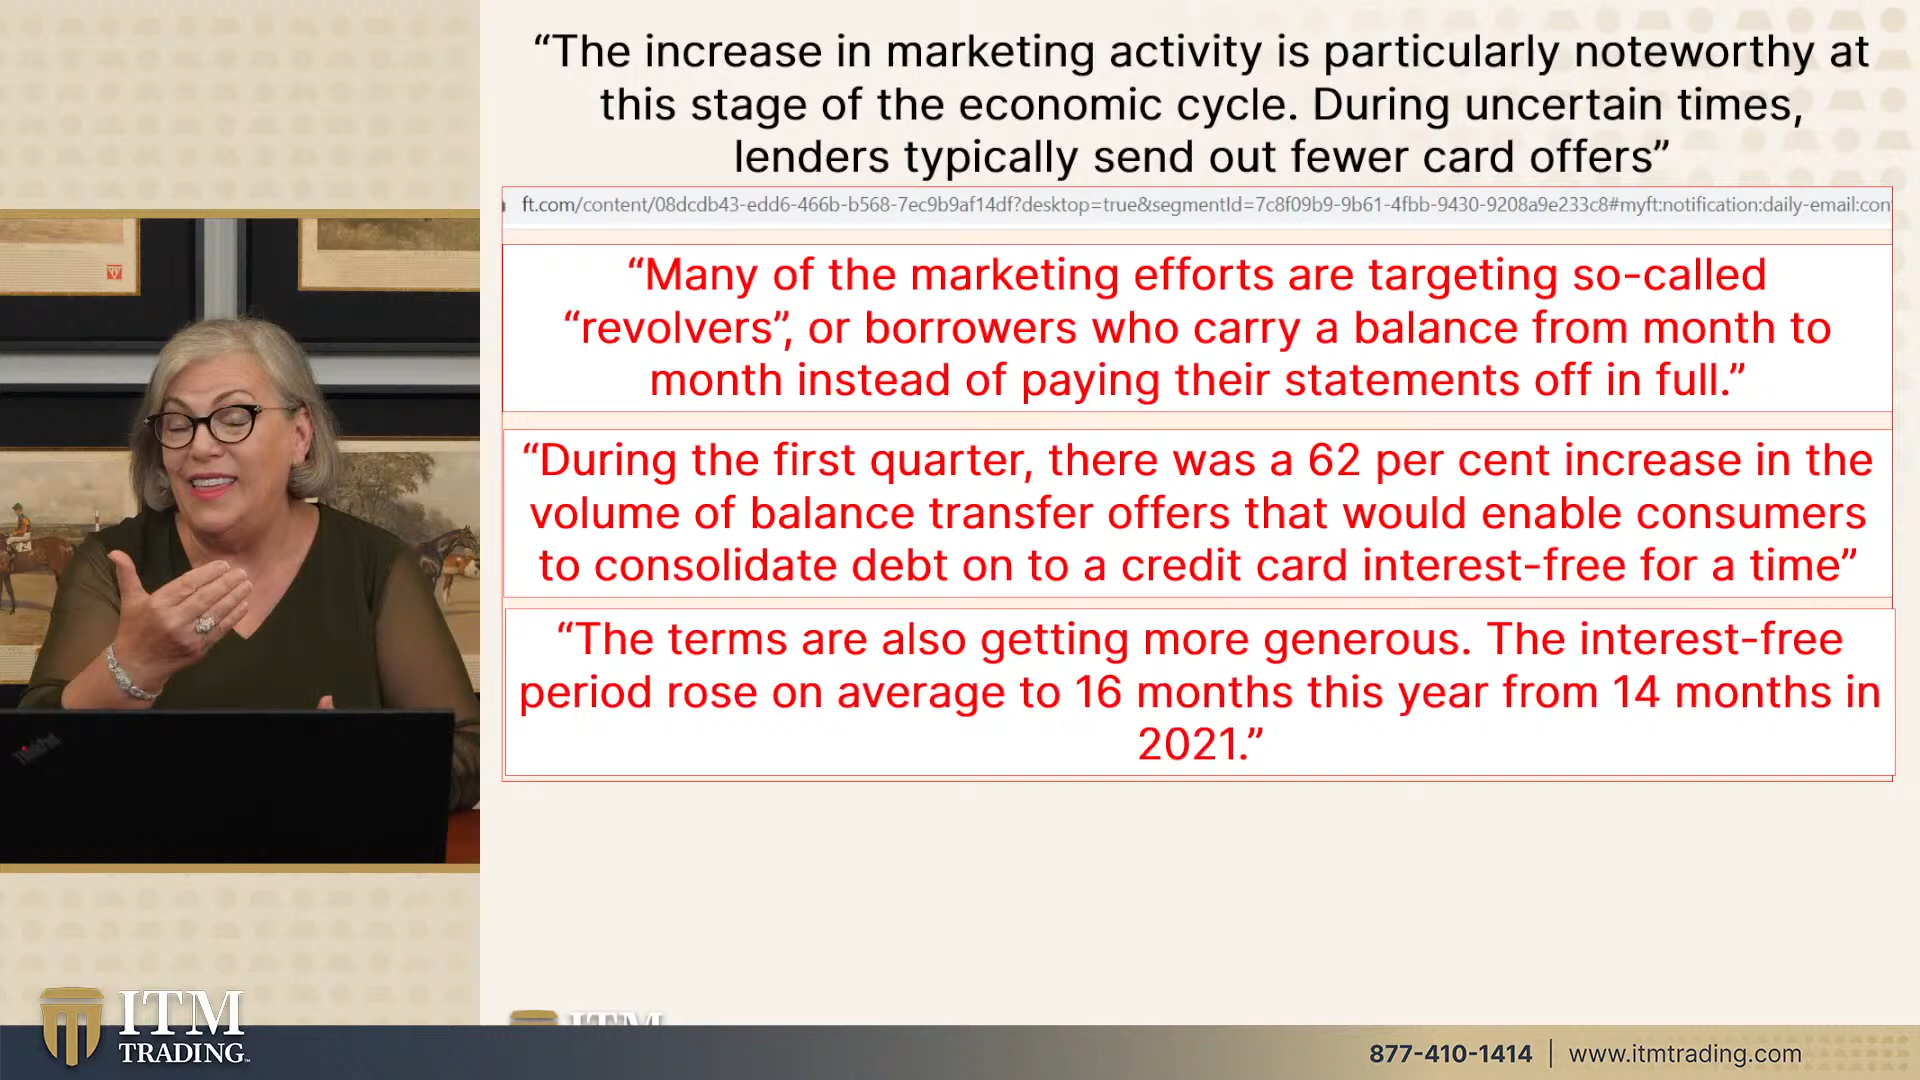 “The increase in marketing activity is particularly noteworthy at
this stage of the economic cycle. During uncertain times,
lenders typically send out fewer card offers”
ft.com/content/08dcdb43-edd6-466b-b568-7ec9b9af14df?desktop=true&segmentId=7c8f09b9-9b61-4fbb-9430-9208a9e233c8#myft:notification:daily-email:con
“Many of the marketing efforts are targeting so-called
“revolvers”, or borrowers who carry a balance from month to
month instead of paying their statements off in full.”
“During the first quarter, there was a 62 per cent increase in the
volume of balance transfer offers that would enable consumers
to consolidate debt on to a credit card interest-free for a time”
“The terms are also getting more generous. The interest-free
period rose on average to 16 months this year from 14 months in
2021.”
ThinkPad
ITM
ITM
TRADING
877-410-1414 | www.itmtrading.com